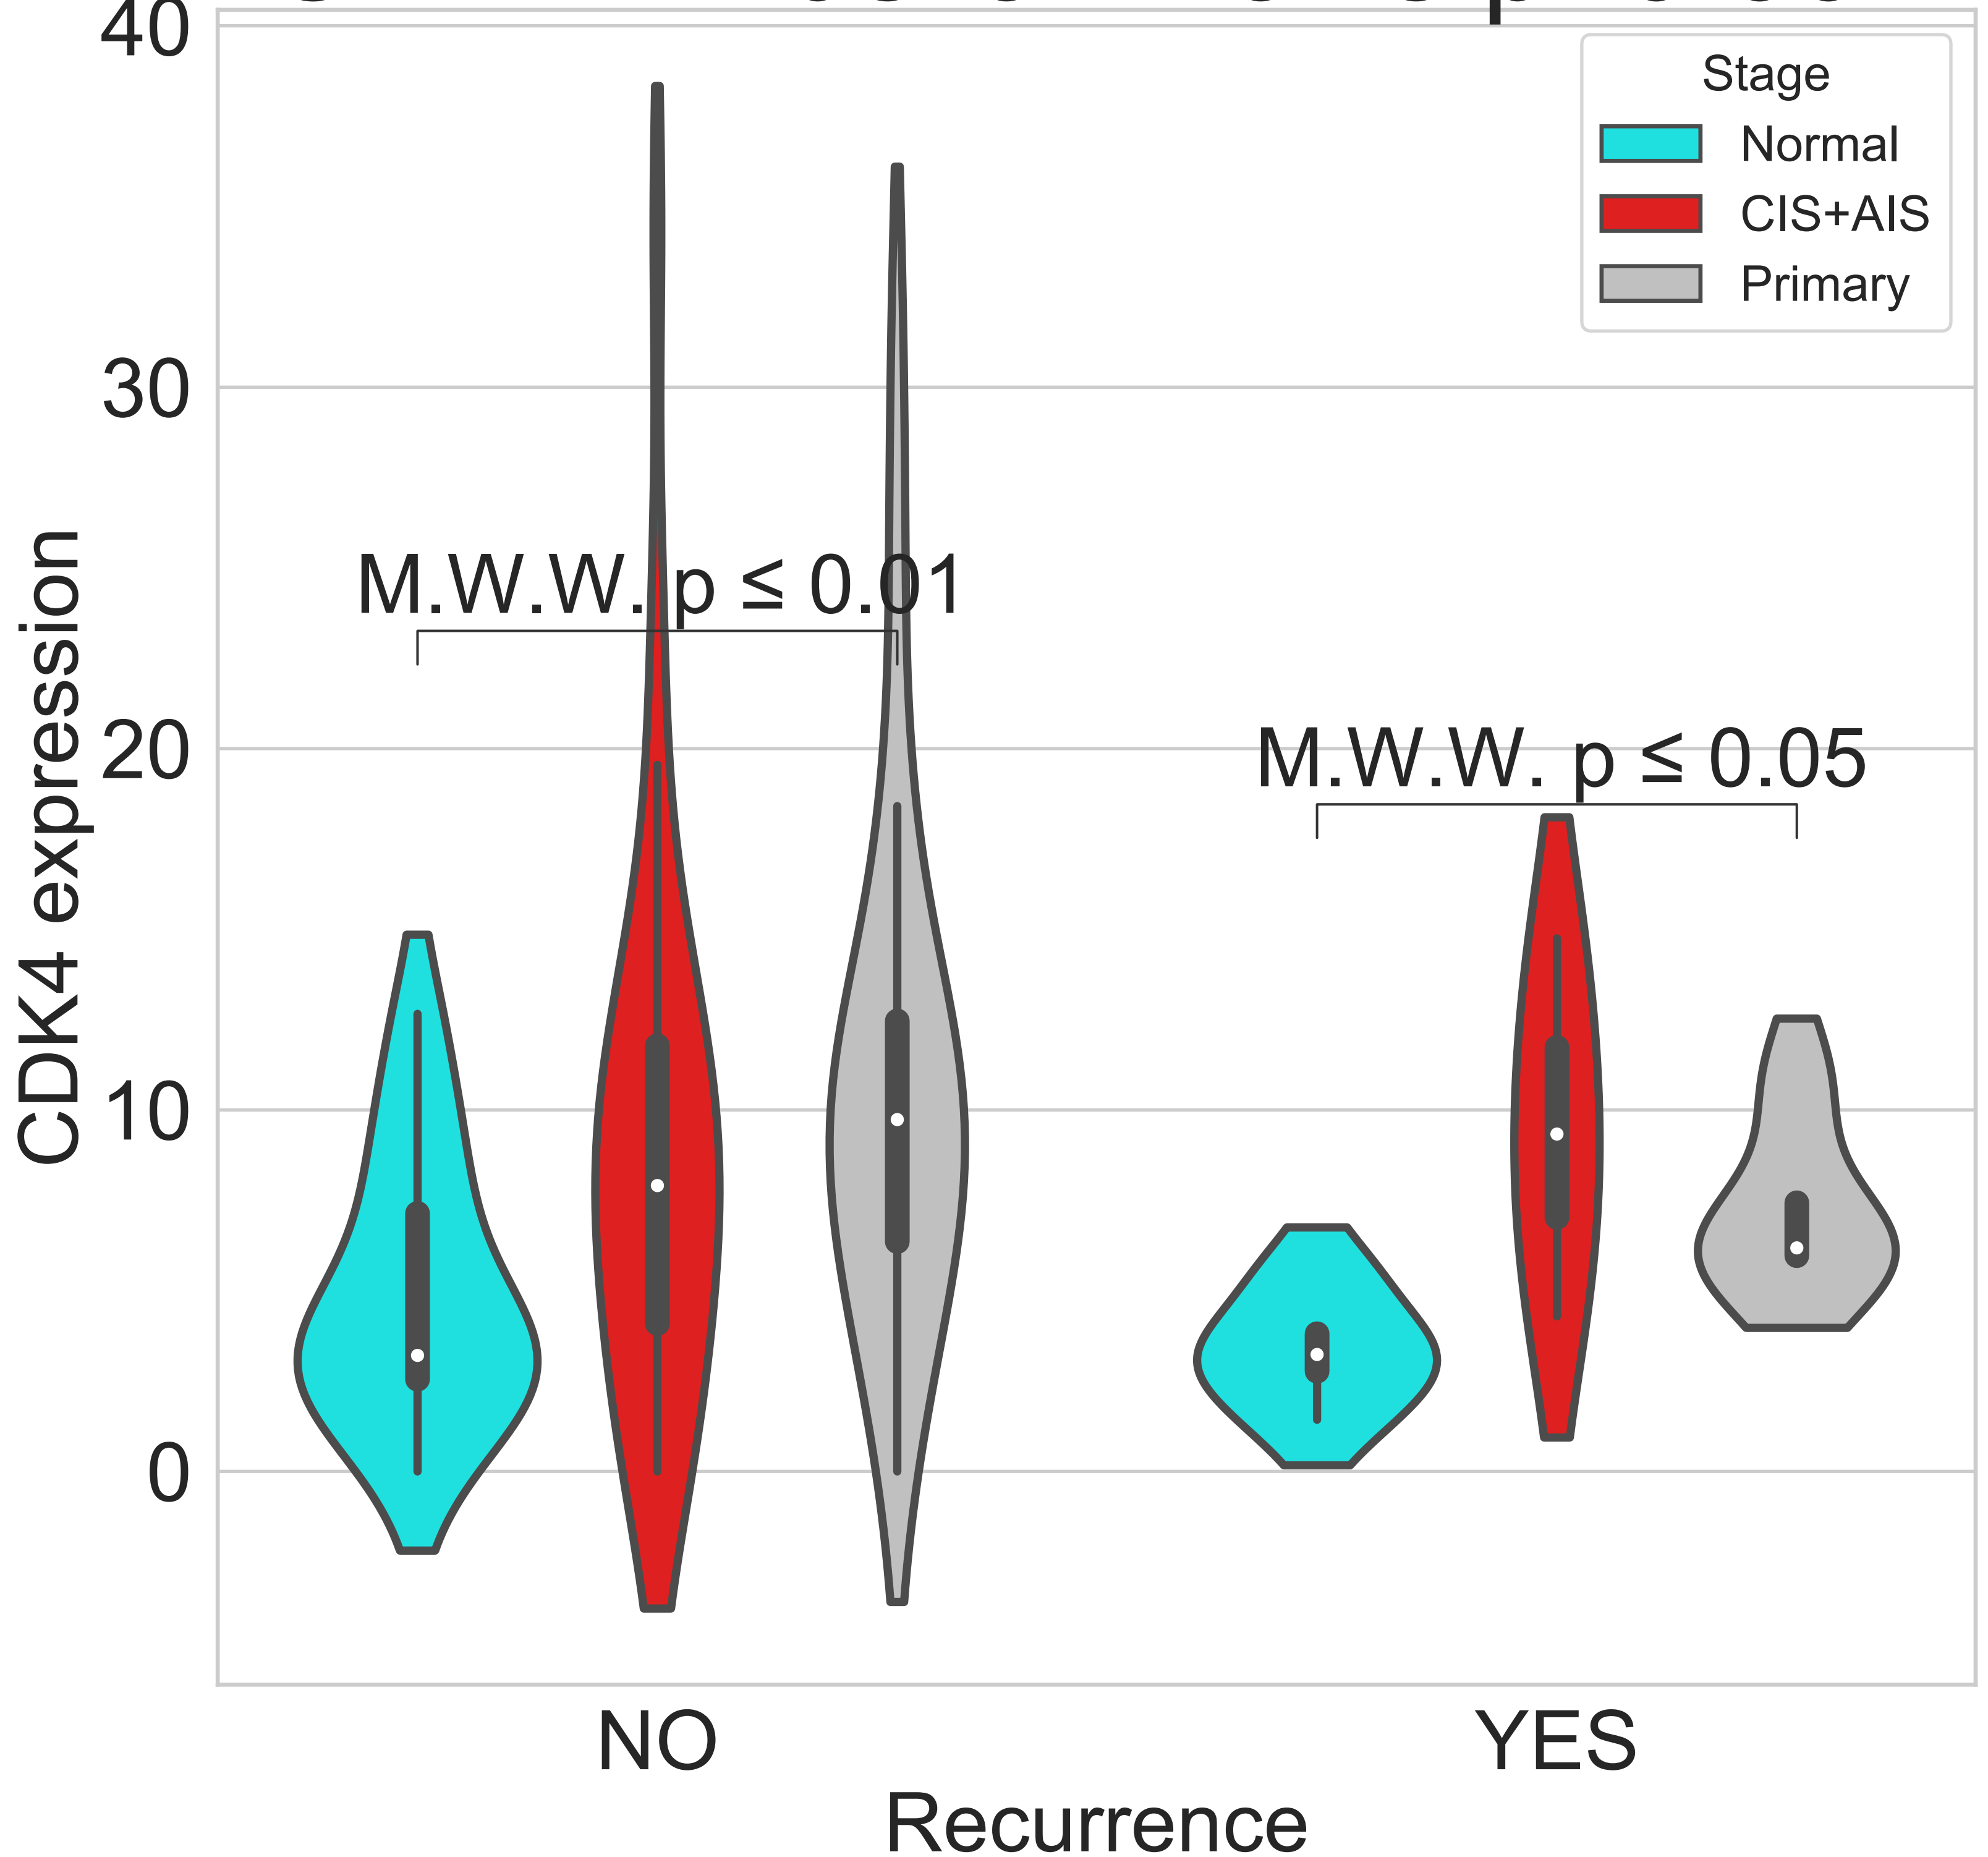 40
30
20
10
0
CDK4 expression
Stage
Normal
CIS+AIS
Primary
M.W.W. p ≤ 0.01
M.W.W. p ≤ 0.05
NO
YES
Recurrence